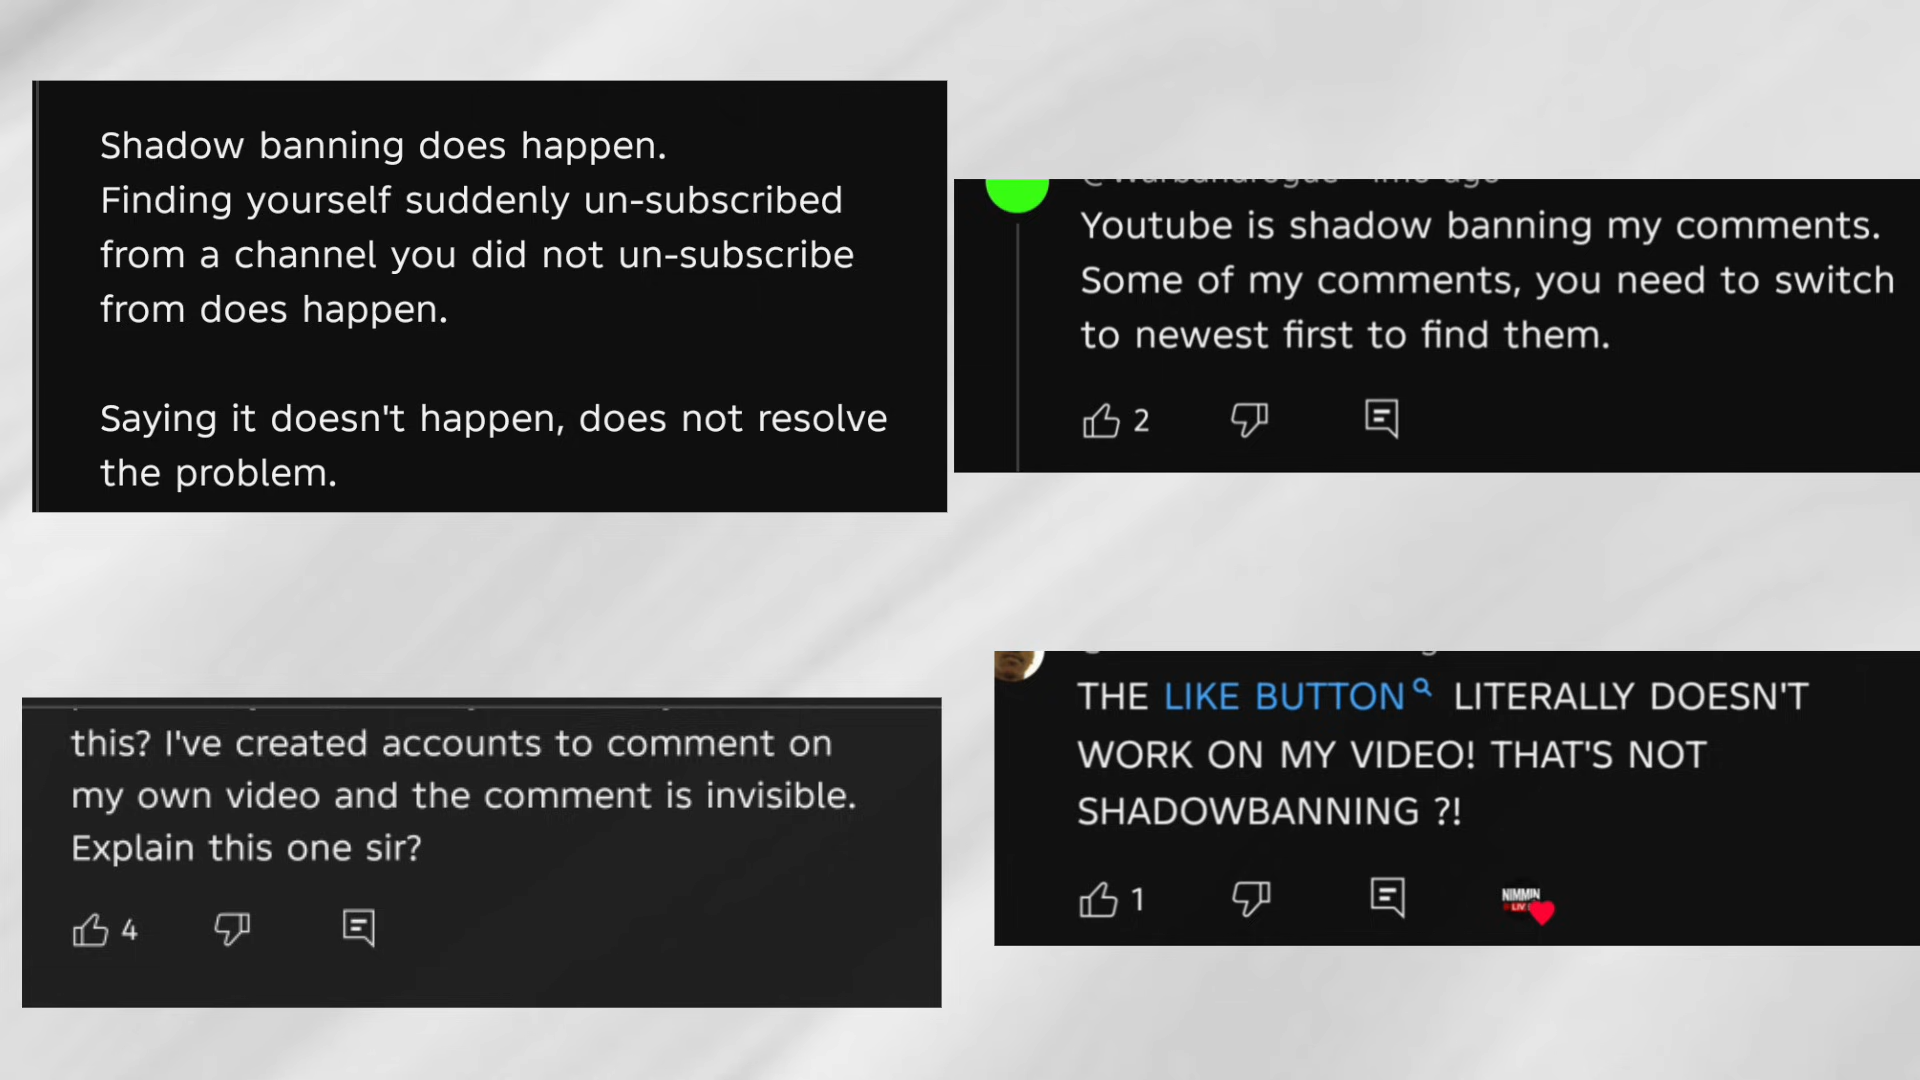 Shadow banning does happen.
Finding yourself suddenly un-subscribed
from a channel you did not un-subscribe
from does happen.
Saying it doesn't happen, does not resolve
the problem.
Youtube is shadow banning my comments.
Some of my comments, you need to switch
to newest first to find them.
2
this? I've created accounts to comment on
my own video and the comment is invisible.
Explain this one sir?
4
THE LIKE BUTTON LITERALLY DOESN'T
WORK ON MY VIDEO! THAT'S NOT
SHADOWBANNING ?!
1
NIMMIN
LIV